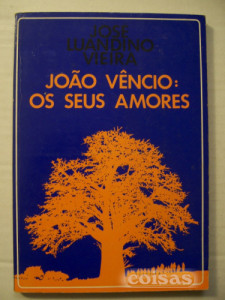 JOSÉ
LUANDINO
VIEIRA
JOÃO VÊNCIO:
OS SEUS AMORES
coisas